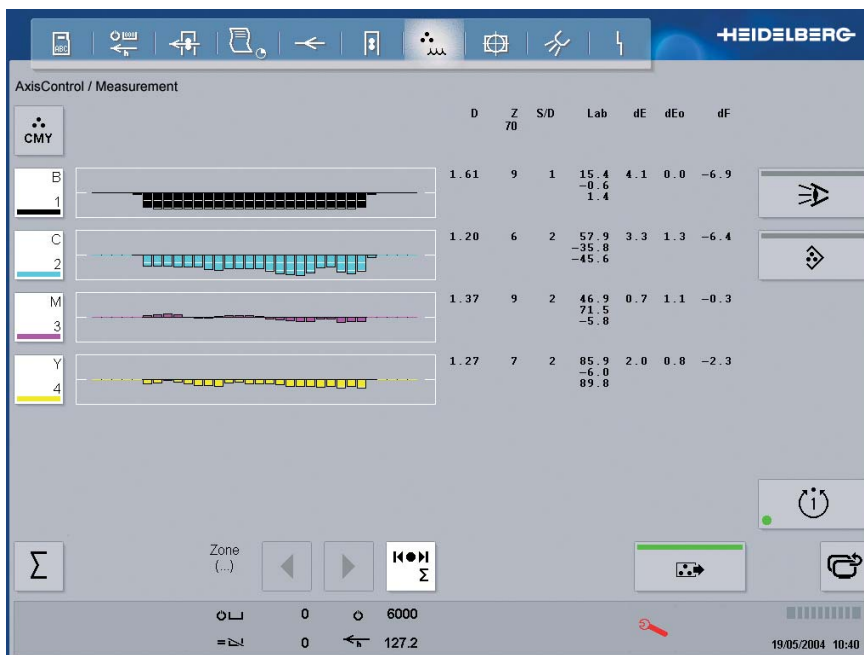 ABC
h
HEIDELBERG
AxisControl / Measurement
CMY
D Z S/D Lab dE dEo dF
70
B
1
1.61 9 1 15.4 4.1 0.0 -6.9
-0.6
1.4
C
2
1.20 6 2 57.9 3.3 1.3 -6.4
-35.8
-45.6
M
3
1.37 9 2 46.9 0.7 1.1 -0.3
71.5
-5.8
Y
4
1.27 7 2 85.9 2.0 0.8 -2.3
-6.0
89.8
1
Σ
Zone
(...)
Σ
0 6000
0 h 127.2
19/05/2004 10:40